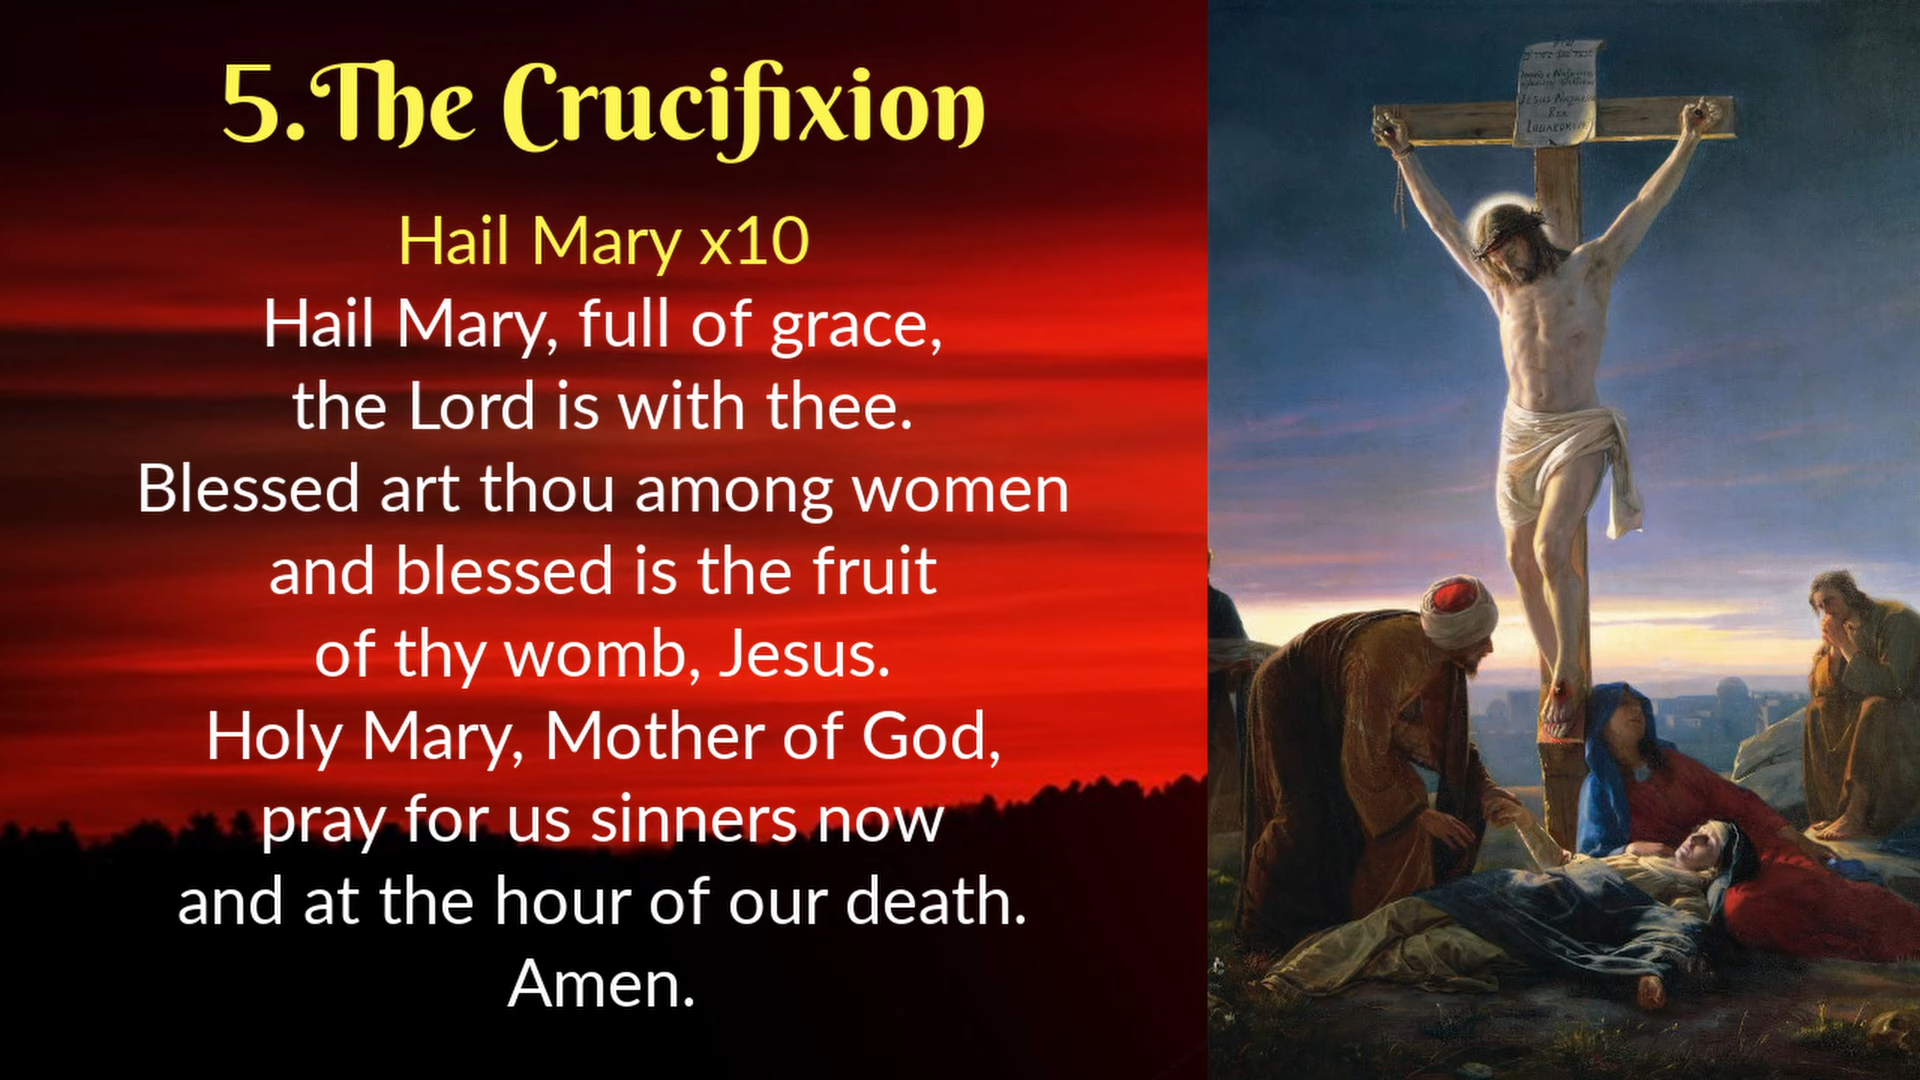 5.The Crucifixion
Hail Mary x10
Hail Mary, full of grace,
the Lord is with thee.
Blessed art thou among women
and blessed is the fruit
of thy womb, Jesus.
Holy Mary, Mother of God,
pray for us sinners now
and at the hour of our death.
Amen.
Jesus
Rex